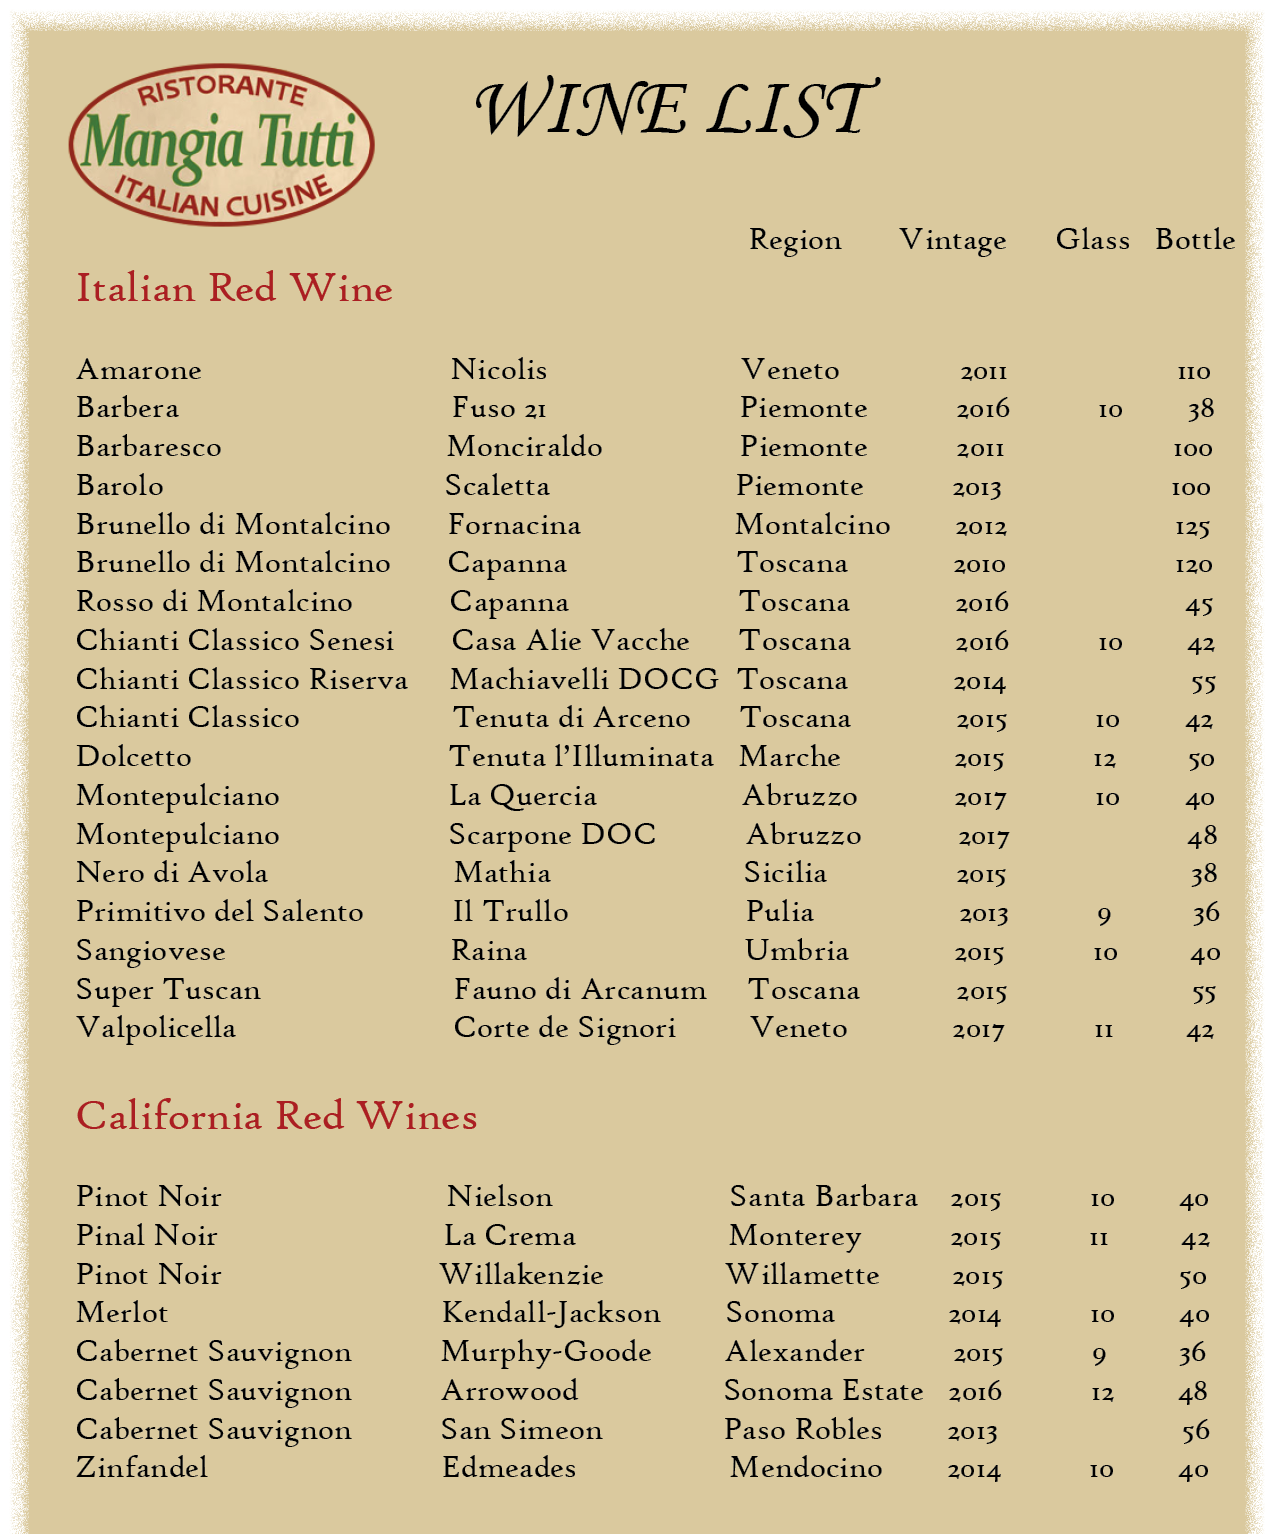 RISTORANTE
Mangia Tutti
ITALIAN CUISINE
WINE LIST
Region Vintage Glass Bottle
Italian Red Wine
Amarone Nicolis Veneto 2011 110
Barbera Fuso 21 Piemonte 2016 10 38
Barbaresco Monciraldo Piemonte 2011 100
Barolo Scaletta Piemonte 2013 100
Brunello di Montalcino Fornacina Montalcino 2012 125
Brunello di Montalcino Capanna Toscana 2010 120
Rosso di Montalcino Capanna Toscana 2016 45
Chianti Classico Senesi Casa Alie Vacche Toscana 2016 10 42
Chianti Classico Riserva Machiavelli DOCG Toscana 2014 55
Chianti Classico Tenuta di Arceno Toscana 2015 10 42
Dolcetto Tenuta l’Illuminata Marche 2015 12 50
Montepulciano La Quercia Abruzzo 2017 10 40
Montepulciano Scarpone DOC Abruzzo 2017 48
Nero di Avola Mathia Sicilia 2015 38
Primitivo del Salento Il Trullo Pulia 2013 9 36
Sangiovese Raina Umbria 2015 10 40
Super Tuscan Fauno di Arcanum Toscana 2015 55
Valpolicella Corte de Signori Veneto 2017 11 42
California Red Wines
Pinot Noir Nielson Santa Barbara 2015 10 40
Pinal Noir La Crema Monterey 2015 11 42
Pinot Noir Willakenzie Willamette 2015 50
Merlot Kendall-Jackson Sonoma 2014 10 40
Cabernet Sauvignon Murphy-Goode Alexander 2015 9 36
Cabernet Sauvignon Arrowood Sonoma Estate 2016 12 48
Cabernet Sauvignon San Simeon Paso Robles 2013 56
Zinfandel Edmeades Mendocino 2014 10 40